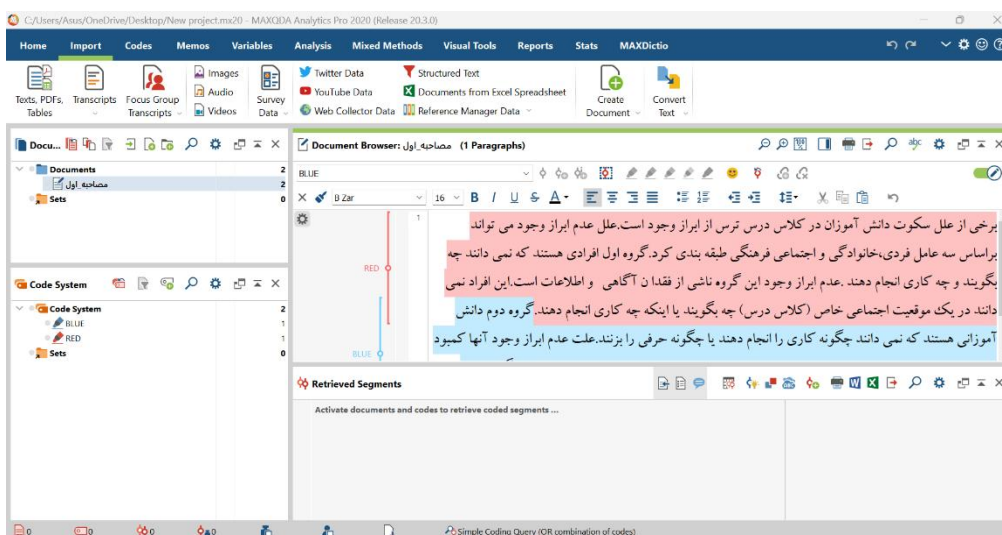 C:/Users/Asus/OneDrive/Desktop/New project.mx20 - MAXQDA Analytics Pro 2020 (Release 20.3.0)
Home Import Codes Memos Variables Analysis Mixed Methods Visual Tools Reports Stats MAXDictio
Texts, PDFs, Tables
Transcripts
Focus Group Transcripts
Images
Audio
Videos
Survey Data
Twitter Data
YouTube Data
Web Collector Data
Structured Text
Documents from Excel Spreadsheet
Reference Manager Data
Create Document
Convert Text
Docu...
Documents 2
مصاحبه_اول 2
Sets 0
Code System
Code System 2
BLUE 1
RED 1
Sets 0
Document Browser: مصاحبه_اول (1 Paragraphs)
BLUE
B Zar 16 B I U S A
abc
1
RED
BLUE
برخی از علل سکوت دانش آموزان در کلاس درس ترس از ابراز وجود است.علل عدم ابراز وجود می تواند
براساس سه عامل فردی،خانوادگی و اجتماعی فرهنگی طبقه بندی کرد.گروه اول افرادی هستند که نمی دانند چه
بگویند و چه کاری انجام دهند .عدم ابراز وجود این گروه ناشی از فقدا ن آگاهی و اطلاعات است.این افراد نمی
دانند در یک موقعیت اجتماعی خاص (کلاس درس) چه بگویند یا اینکه چه کاری انجام دهند.گروه دوم دانش
آموزانی هستند که نمی دانند چگونه کاری را انجام دهند یا چگونه حرفی را بزنند.علت عدم ابراز وجود آنها کمبود
Retrieved Segments
Activate documents and codes to retrieve coded segments ...
0 0 0 0 Simple Coding Query (OR combination of codes)